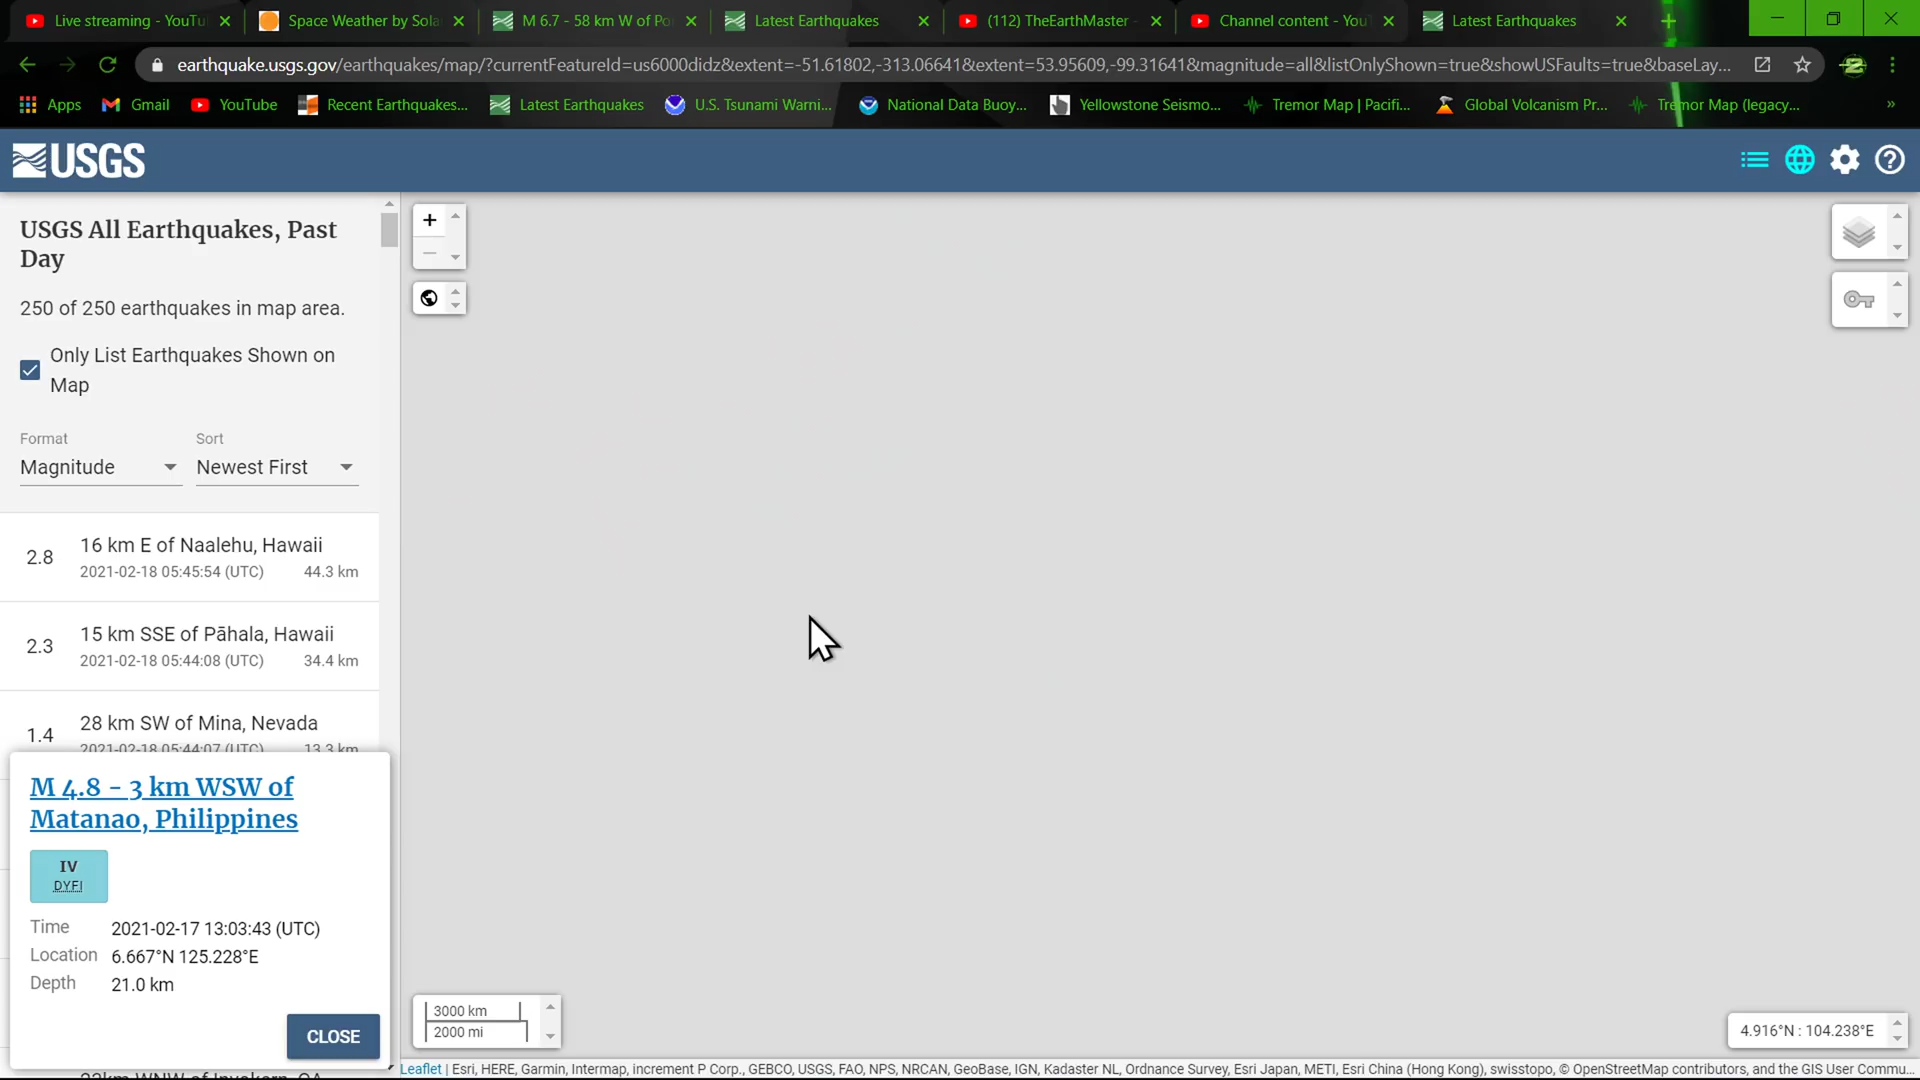 Live streaming - YouTu
Space Weather by Sola
M 6.7 - 58 km W of Po
Latest Earthquakes
(112) TheEarthMaster -
Channel content - You
Latest Earthquakes
earthquake.usgs.gov/earthquakes/map/?currentFeatureId=us6000didz&extent=-51.61802,-313.06641&extent=53.95609,-99.31641&magnitude=all&listOnlyShown=true&showUSFaults=true&baseLay...
Apps
Gmail
YouTube
Recent Earthquakes...
Latest Earthquakes
U.S. Tsunami Warni...
National Data Buoy...
Yellowstone Seismo...
Tremor Map | Pacifi...
Global Volcanism Pr...
Tremor Map (legacy...
»
USGS
USGS All Earthquakes, Past
Day
250 of 250 earthquakes in map area.
Only List Earthquakes Shown on
Map
Format
Magnitude
Sort
Newest First
2.8
16 km E of Naalehu, Hawaii
2021-02-18 05:45:54 (UTC) 44.3 km
2.3
15 km SSE of Pāhala, Hawaii
2021-02-18 05:44:08 (UTC) 34.4 km
1.4
28 km SW of Mina, Nevada
2021-02-18 05:44:07 (UTC) 13.3 km
M 4.8 - 3 km WSW of
Matanao, Philippines
IV
DYFI
Time 2021-02-17 13:03:43 (UTC)
Location 6.667°N 125.228°E
Depth 21.0 km
CLOSE
+
−
3000 km
2000 mi
4.916°N : 104.238°E
Leaflet | Esri, HERE, Garmin, Intermap, increment P Corp., GEBCO, USGS, FAO, NPS, NRCAN, GeoBase, IGN, Kadaster NL, Ordnance Survey, Esri Japan, METI, Esri China (Hong Kong), swisstopo, © OpenStreetMap contributors, and the GIS User Commu...